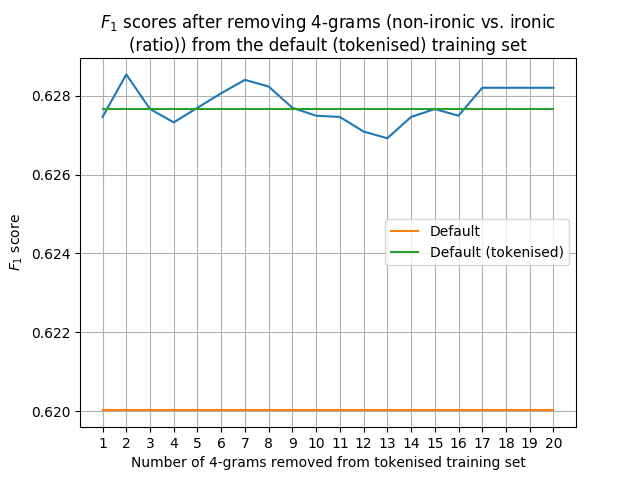 F₁ scores after removing 4-grams (non-ironic vs. ironic
(ratio)) from the default (tokenised) training set
F₁ score
0.628
0.626
0.624
0.622
0.620
Default
Default (tokenised)
1 2 3 4 5 6 7 8 9 10 11 12 13 14 15 16 17 18 19 20
Number of 4-grams removed from tokenised training set